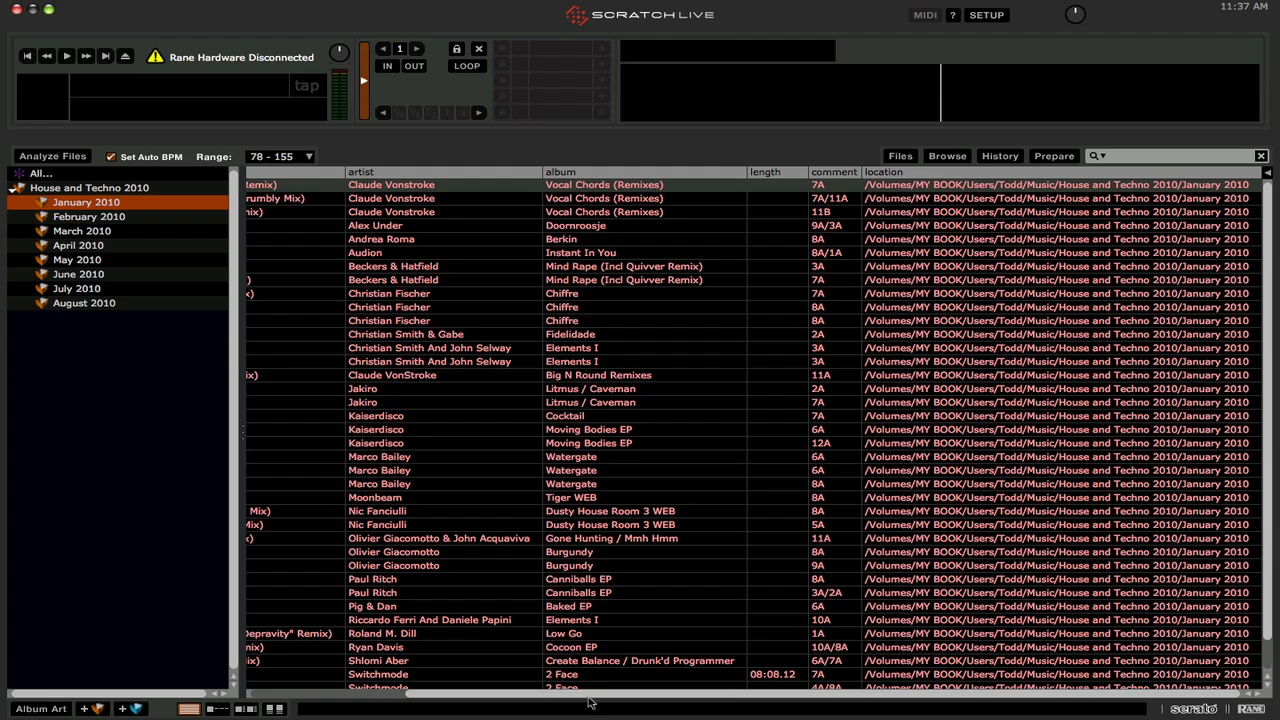 11:37 AM
SCRATCHLIVE
MIDI ? SETUP
Rane Hardware Disconnected
1
IN OUT LOOP
tap
Analyze Files Set Auto BPM Range: 78 - 155 Files Browse History Prepare
All...
House and Techno 2010
January 2010
February 2010
March 2010
April 2010
May 2010
June 2010
July 2010
August 2010
artist album length comment location
Remix) Claude Vonstroke Vocal Chords (Remixes) 7A /Volumes/MY BOOK/Users/Todd/Music/House and Techno 2010/January 2010
rumbly Mix) Claude Vonstroke Vocal Chords (Remixes) 7A/11A /Volumes/MY BOOK/Users/Todd/Music/House and Techno 2010/January 2010
nix) Claude Vonstroke Vocal Chords (Remixes) 11B /Volumes/MY BOOK/Users/Todd/Music/House and Techno 2010/January 2010
Alex Under Doornroosje 9A/3A /Volumes/MY BOOK/Users/Todd/Music/House and Techno 2010/January 2010
Andrea Roma Berkin 8A /Volumes/MY BOOK/Users/Todd/Music/House and Techno 2010/January 2010
Audion Instant In You 8A/1A /Volumes/MY BOOK/Users/Todd/Music/House and Techno 2010/January 2010
Beckers & Hatfield Mind Rape (Incl Quivver Remix) 3A /Volumes/MY BOOK/Users/Todd/Music/House and Techno 2010/January 2010
) Beckers & Hatfield Mind Rape (Incl Quivver Remix) 7A /Volumes/MY BOOK/Users/Todd/Music/House and Techno 2010/January 2010
x) Christian Fischer Chiffre 7A /Volumes/MY BOOK/Users/Todd/Music/House and Techno 2010/January 2010
Christian Fischer Chiffre 8A /Volumes/MY BOOK/Users/Todd/Music/House and Techno 2010/January 2010
Christian Fischer Chiffre 8A /Volumes/MY BOOK/Users/Todd/Music/House and Techno 2010/January 2010
Christian Smith & Gabe Fidelidade 2A /Volumes/MY BOOK/Users/Todd/Music/House and Techno 2010/January 2010
Christian Smith And John Selway Elements I 3A /Volumes/MY BOOK/Users/Todd/Music/House and Techno 2010/January 2010
Christian Smith And John Selway Elements I 3A /Volumes/MY BOOK/Users/Todd/Music/House and Techno 2010/January 2010
ix) Claude VonStroke Big N Round Remixes 11A /Volumes/MY BOOK/Users/Todd/Music/House and Techno 2010/January 2010
Jakiro Litmus / Caveman 2A /Volumes/MY BOOK/Users/Todd/Music/House and Techno 2010/January 2010
Jakiro Litmus / Caveman 7A /Volumes/MY BOOK/Users/Todd/Music/House and Techno 2010/January 2010
Kaiserdisco Cocktail 7A /Volumes/MY BOOK/Users/Todd/Music/House and Techno 2010/January 2010
Kaiserdisco Moving Bodies EP 6A /Volumes/MY BOOK/Users/Todd/Music/House and Techno 2010/January 2010
Kaiserdisco Moving Bodies EP 12A /Volumes/MY BOOK/Users/Todd/Music/House and Techno 2010/January 2010
Marco Bailey Watergate 6A /Volumes/MY BOOK/Users/Todd/Music/House and Techno 2010/January 2010
Marco Bailey Watergate 6A /Volumes/MY BOOK/Users/Todd/Music/House and Techno 2010/January 2010
Marco Bailey Watergate 8A /Volumes/MY BOOK/Users/Todd/Music/House and Techno 2010/January 2010
Moonbeam Tiger WEB 8A /Volumes/MY BOOK/Users/Todd/Music/House and Techno 2010/January 2010
Mix) Nic Fanciulli Dusty House Room 3 WEB 8A /Volumes/MY BOOK/Users/Todd/Music/House and Techno 2010/January 2010
Mix) Nic Fanciulli Dusty House Room 3 WEB 5A /Volumes/MY BOOK/Users/Todd/Music/House and Techno 2010/January 2010
x) Olivier Giacomotto & John Acquaviva Gone Hunting / Mmh Hmm 11A /Volumes/MY BOOK/Users/Todd/Music/House and Techno 2010/January 2010
Olivier Giacomotto Burgundy 8A /Volumes/MY BOOK/Users/Todd/Music/House and Techno 2010/January 2010
Olivier Giacomotto Burgundy 9A /Volumes/MY BOOK/Users/Todd/Music/House and Techno 2010/January 2010
Paul Ritch Canniballs EP 8A /Volumes/MY BOOK/Users/Todd/Music/House and Techno 2010/January 2010
Paul Ritch Canniballs EP 3A/2A /Volumes/MY BOOK/Users/Todd/Music/House and Techno 2010/January 2010
Pig & Dan Baked EP 6A /Volumes/MY BOOK/Users/Todd/Music/House and Techno 2010/January 2010
Riccardo Ferri And Daniele Papini Elements I 10A /Volumes/MY BOOK/Users/Todd/Music/House and Techno 2010/January 2010
Depravity" Remix) Roland M. Dill Low Go 1A /Volumes/MY BOOK/Users/Todd/Music/House and Techno 2010/January 2010
nix) Ryan Davis Cocoon EP 10A/8A /Volumes/MY BOOK/Users/Todd/Music/House and Techno 2010/January 2010
ix) Shlomi Aber Create Balance / Drunk'd Programmer 6A/7A /Volumes/MY BOOK/Users/Todd/Music/House and Techno 2010/January 2010
Switchmode 2 Face 08:08.12 7A /Volumes/MY BOOK/Users/Todd/Music/House and Techno 2010/January 2010
Switchmode 2 Face 4A/8A /Volumes/MY BOOK/Users/Todd/Music/House and Techno 2010/January 2010
Album Art + + serato RANE